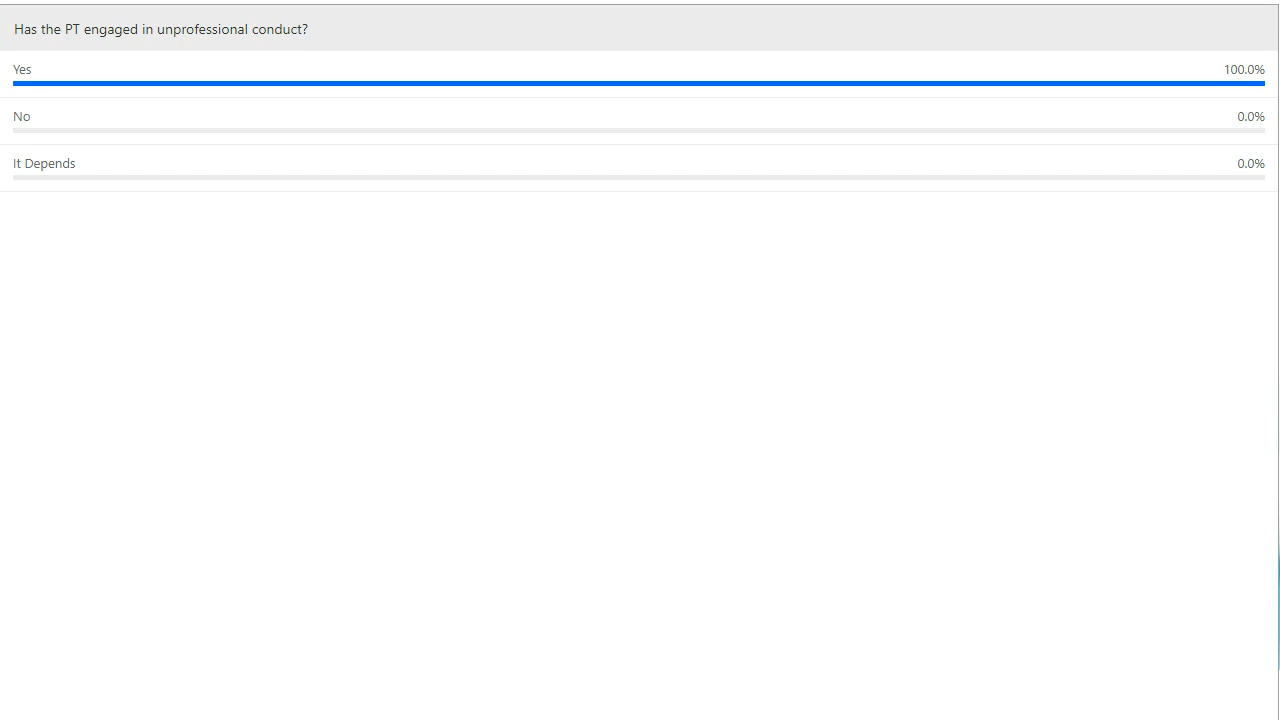 Has the PT engaged in unprofessional conduct?
Yes 100.0%
No 0.0%
It Depends 0.0%